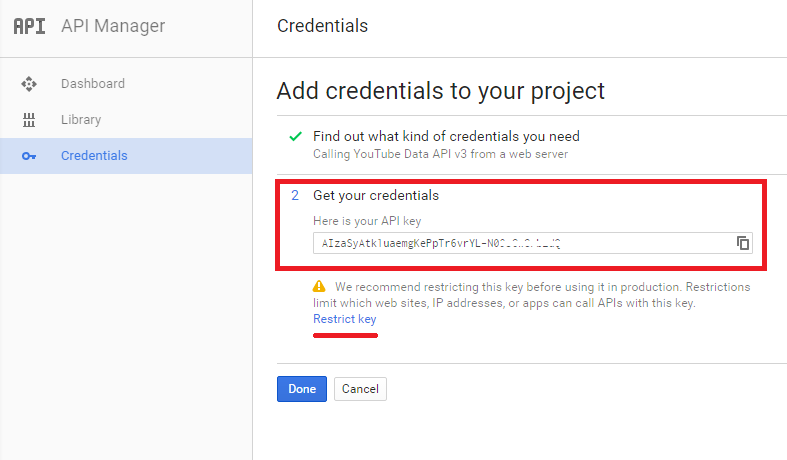 API API Manager
Dashboard
Library
Credentials
Credentials
Add credentials to your project
Find out what kind of credentials you need
Calling YouTube Data API v3 from a web server
2 Get your credentials
Here is your API key
We recommend restricting this key before using it in production. Restrictions
limit which web sites, IP addresses, or apps can call APIs with this key.
Restrict key
Done Cancel